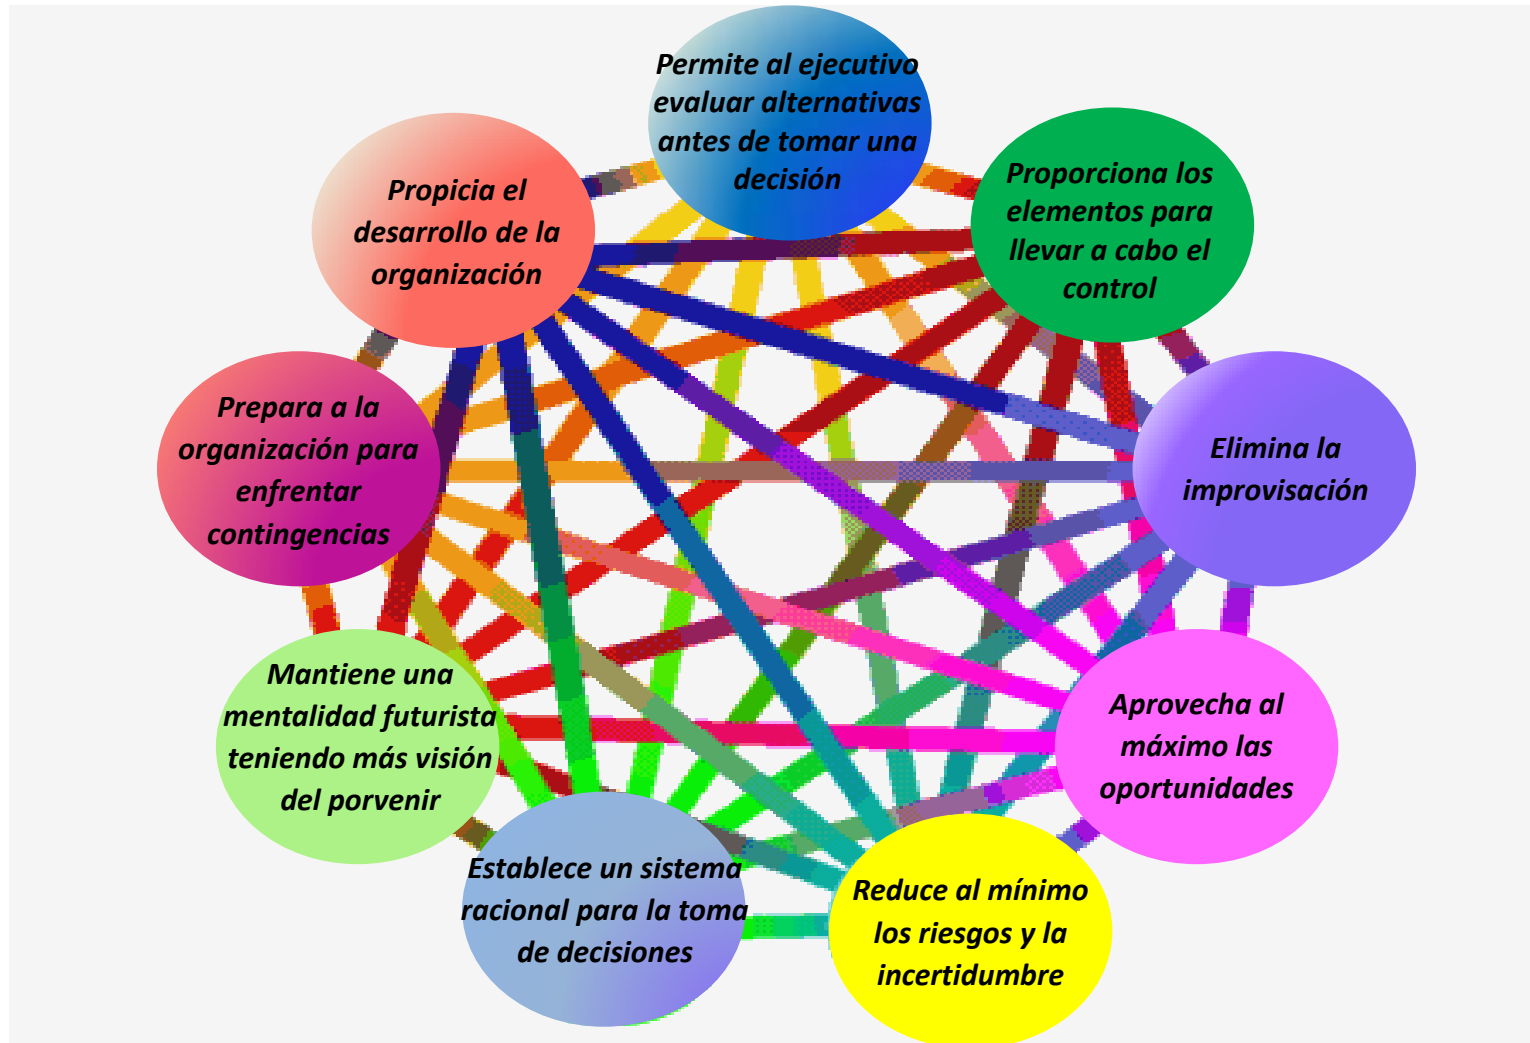 Permite al ejecutivo
evaluar alternativas
antes de tomar una
decisión
Proporciona los
elementos para
llevar a cabo el
control
Elimina la
improvisación
Aprovecha al
máximo las
oportunidades
Reduce al mínimo
los riesgos y la
incertidumbre
Establece un sistema
racional para la toma
de decisiones
Mantiene una
mentalidad futurista
teniendo más visión
del porvenir
Prepara a la
organización para
enfrentar
contingencias
Propicia el
desarrollo de la
organización